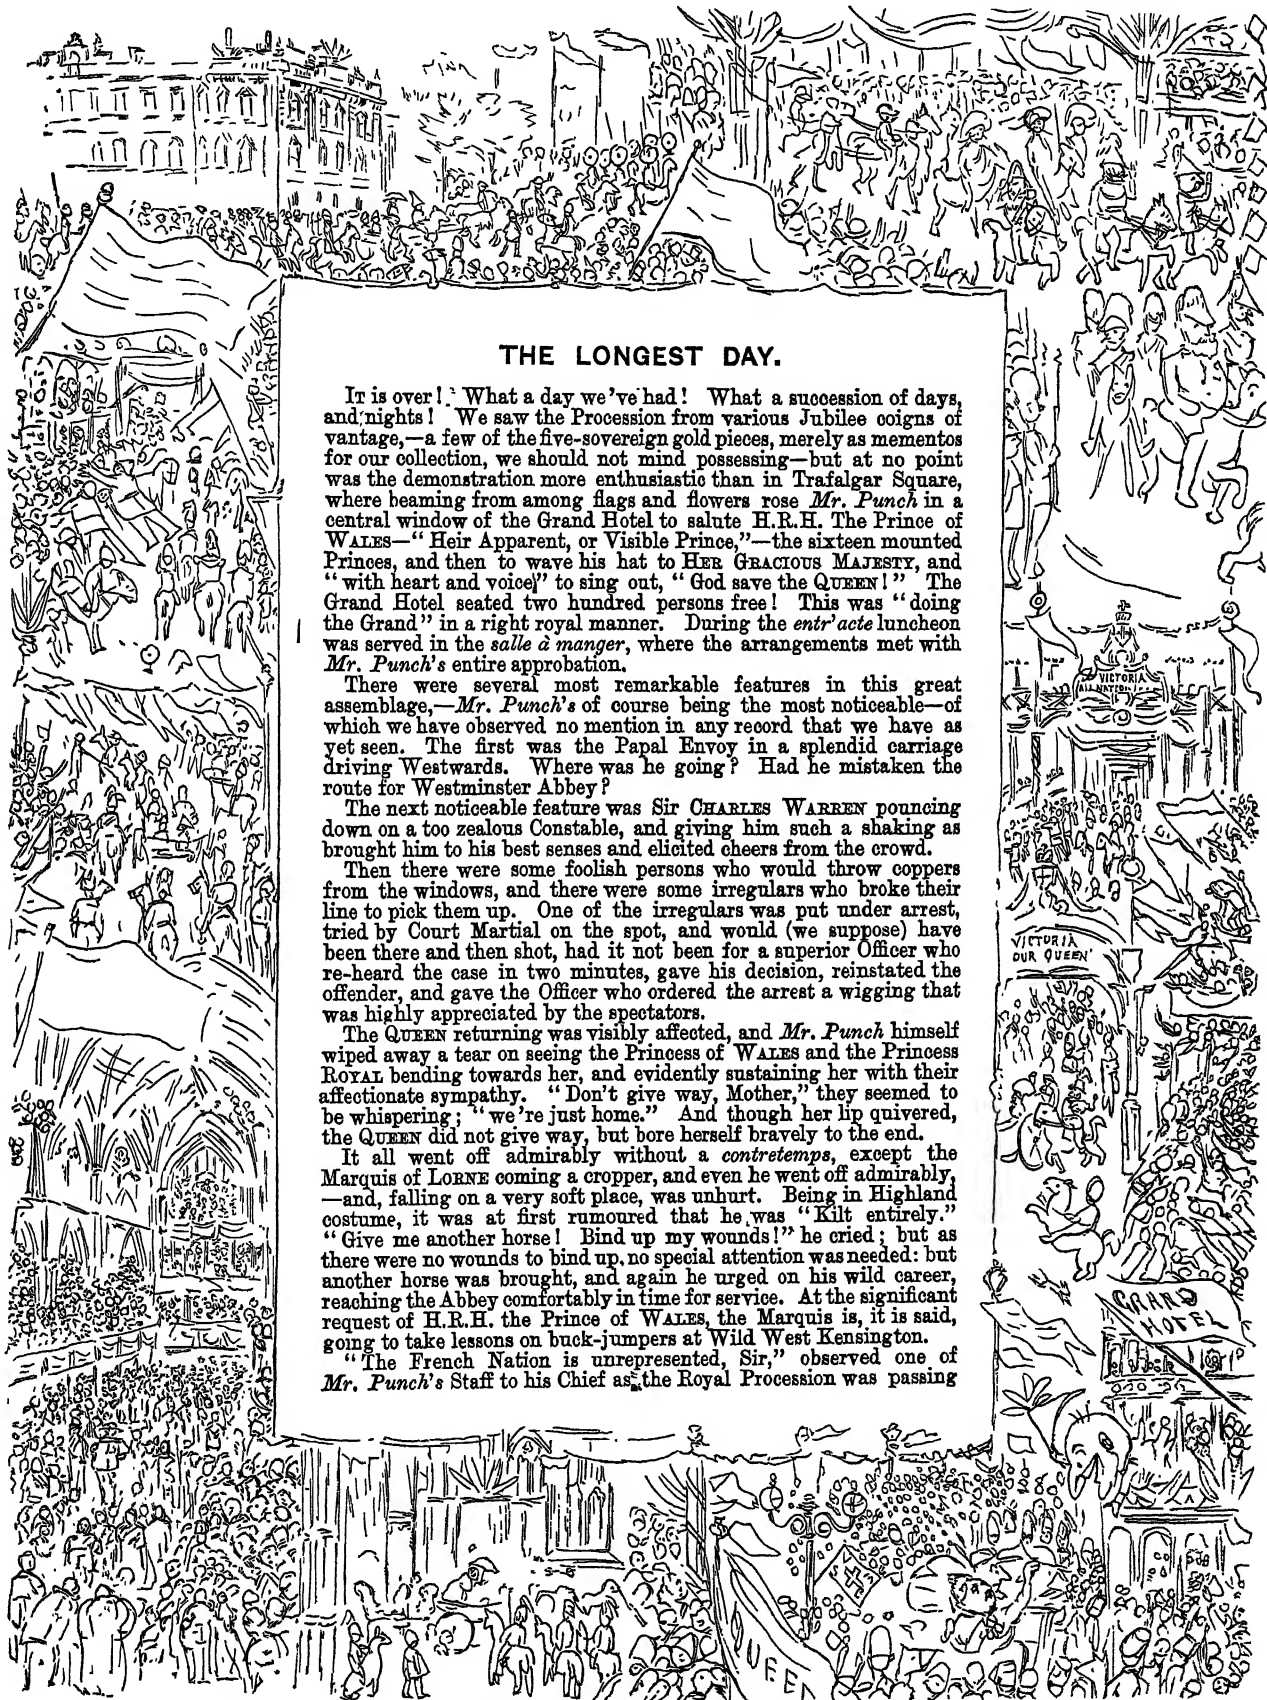 THE LONGEST DAY.
IT is over! What a day we've had! What a succession of days,
and nights! We saw the Procession from various Jubilee coigns of
vantage,—a few of the five-sovereign gold pieces, merely as mementos
for our collection, we should not mind possessing—but at no point
was the demonstration more enthusiastic than in Trafalgar Square,
where beaming from among flags and flowers rose Mr. Punch in a
central window of the Grand Hotel to salute H.R.H. The Prince of
WALES—"Heir Apparent, or Visible Prince,"—the sixteen mounted
Princes, and then to wave his hat to HER GRACIOUS MAJESTY, and
"with heart and voice" to sing out, "God save the QUEEN!" The
Grand Hotel seated two hundred persons free! This was "doing
the Grand" in a right royal manner. During the entr'acte luncheon
was served in the salle à manger, where the arrangements met with
Mr. Punch's entire approbation.
There were several most remarkable features in this great
assemblage,—Mr. Punch's of course being the most noticeable—of
which we have observed no mention in any record that we have as
yet seen. The first was the Papal Envoy in a splendid carriage
driving Westwards. Where was he going? Had he mistaken the
route for Westminster Abbey?
The next noticeable feature was Sir CHARLES WARREN pouncing
down on a too zealous Constable, and giving him such a shaking as
brought him to his best senses and elicited cheers from the crowd.
Then there were some foolish persons who would throw coppers
from the windows, and there were some irregulars who broke their
line to pick them up. One of the irregulars was put under arrest,
tried by Court Martial on the spot, and would (we suppose) have
been there and then shot, had it not been for a superior Officer who
re-heard the case in two minutes, gave his decision, reinstated the
offender, and gave the Officer who ordered the arrest a wigging that
was highly appreciated by the spectators.
The QUEEN returning was visibly affected, and Mr. Punch himself
wiped away a tear on seeing the Princess of WALES and the Princess
ROYAL bending towards her, and evidently sustaining her with their
affectionate sympathy. "Don't give way, Mother," they seemed to
be whispering; "we're just home." And though her lip quivered,
the QUEEN did not give way, but bore herself bravely to the end.
It all went off admirably without a contretemps, except the
Marquis of LORNE coming a cropper, and even he went off admirably,
—and, falling on a very soft place, was unhurt. Being in Highland
costume, it was at first rumoured that he was "Kilt entirely."
"Give me another horse! Bind up my wounds!" he cried; but as
there were no wounds to bind up, no special attention was needed: but
another horse was brought, and again he urged on his wild career,
reaching the Abbey comfortably in time for service. At the significant
request of H.R.H. the Prince of WALES, the Marquis is, it is said,
going to take lessons on buck-jumpers at Wild West Kensington.
"The French Nation is unrepresented, Sir," observed one of
Mr. Punch's Staff to his Chief as the Royal Procession was passing
VICTORIA
VICTORIA
OUR QUEEN
GRAND
HOTEL
QUEE